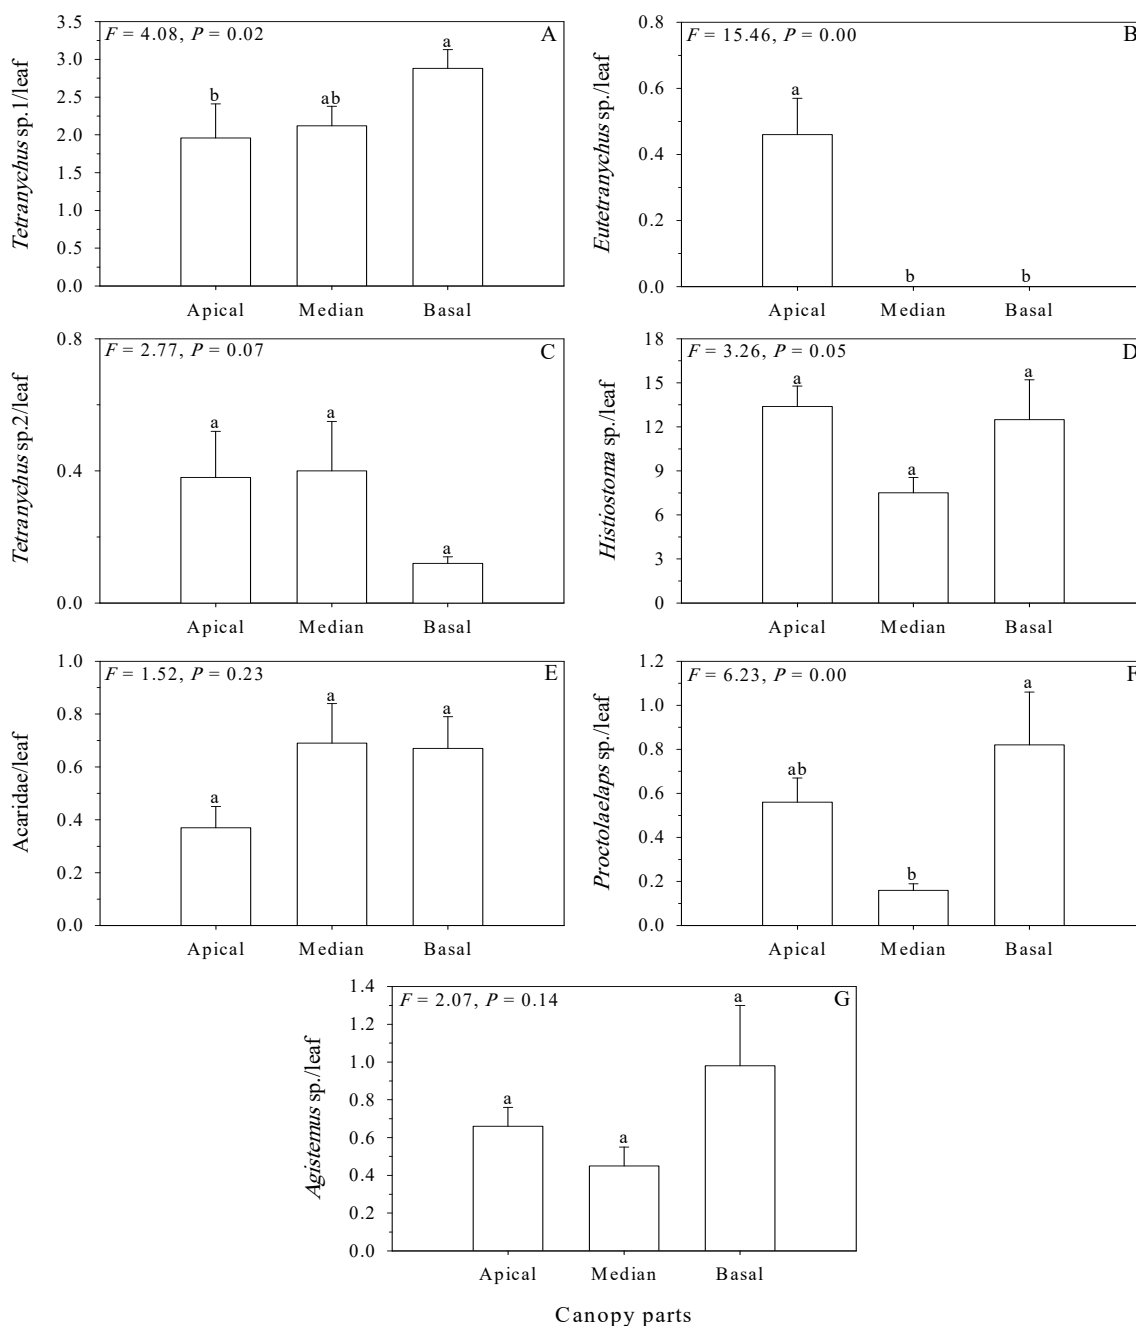 F = 4.08, P = 0.02
A
Tetranychus sp.1/leaf
3.5
3.0
2.5
2.0
1.5
1.0
0.5
0.0
b
ab
a
Apical Median Basal
F = 15.46, P = 0.00
B
Eutetranychus sp./leaf
0.8
0.6
0.4
0.2
0.0
a
b
b
Apical Median Basal
F = 2.77, P = 0.07
C
Tetranychus sp.2/leaf
0.8
0.4
0.0
a
a
a
Apical Median Basal
F = 3.26, P = 0.05
D
Histiostoma sp./leaf
18
15
12
9
6
3
0
a
a
a
Apical Median Basal
F = 1.52, P = 0.23
E
Acaridae/leaf
1.0
0.8
0.6
0.4
0.2
0.0
a
a
a
Apical Median Basal
F = 6.23, P = 0.00
F
Proctolaelaps sp./leaf
1.2
1.0
0.8
0.6
0.4
0.2
0.0
ab
b
a
Apical Median Basal
F = 2.07, P = 0.14
G
Agistemus sp./leaf
1.4
1.2
1.0
0.8
0.6
0.4
0.2
0.0
a
a
a
Apical Median Basal
Canopy parts